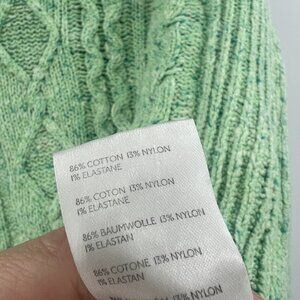 86% COTTON 13% NYLON
1% ELASTANE
86% COTON 13% NYLON
1% ELASTANE
86% BAUMWOLLE 13% NYLON
1% ELASTAN
86% COTONE 13% NYLON
1% ELASTAN
NYLON